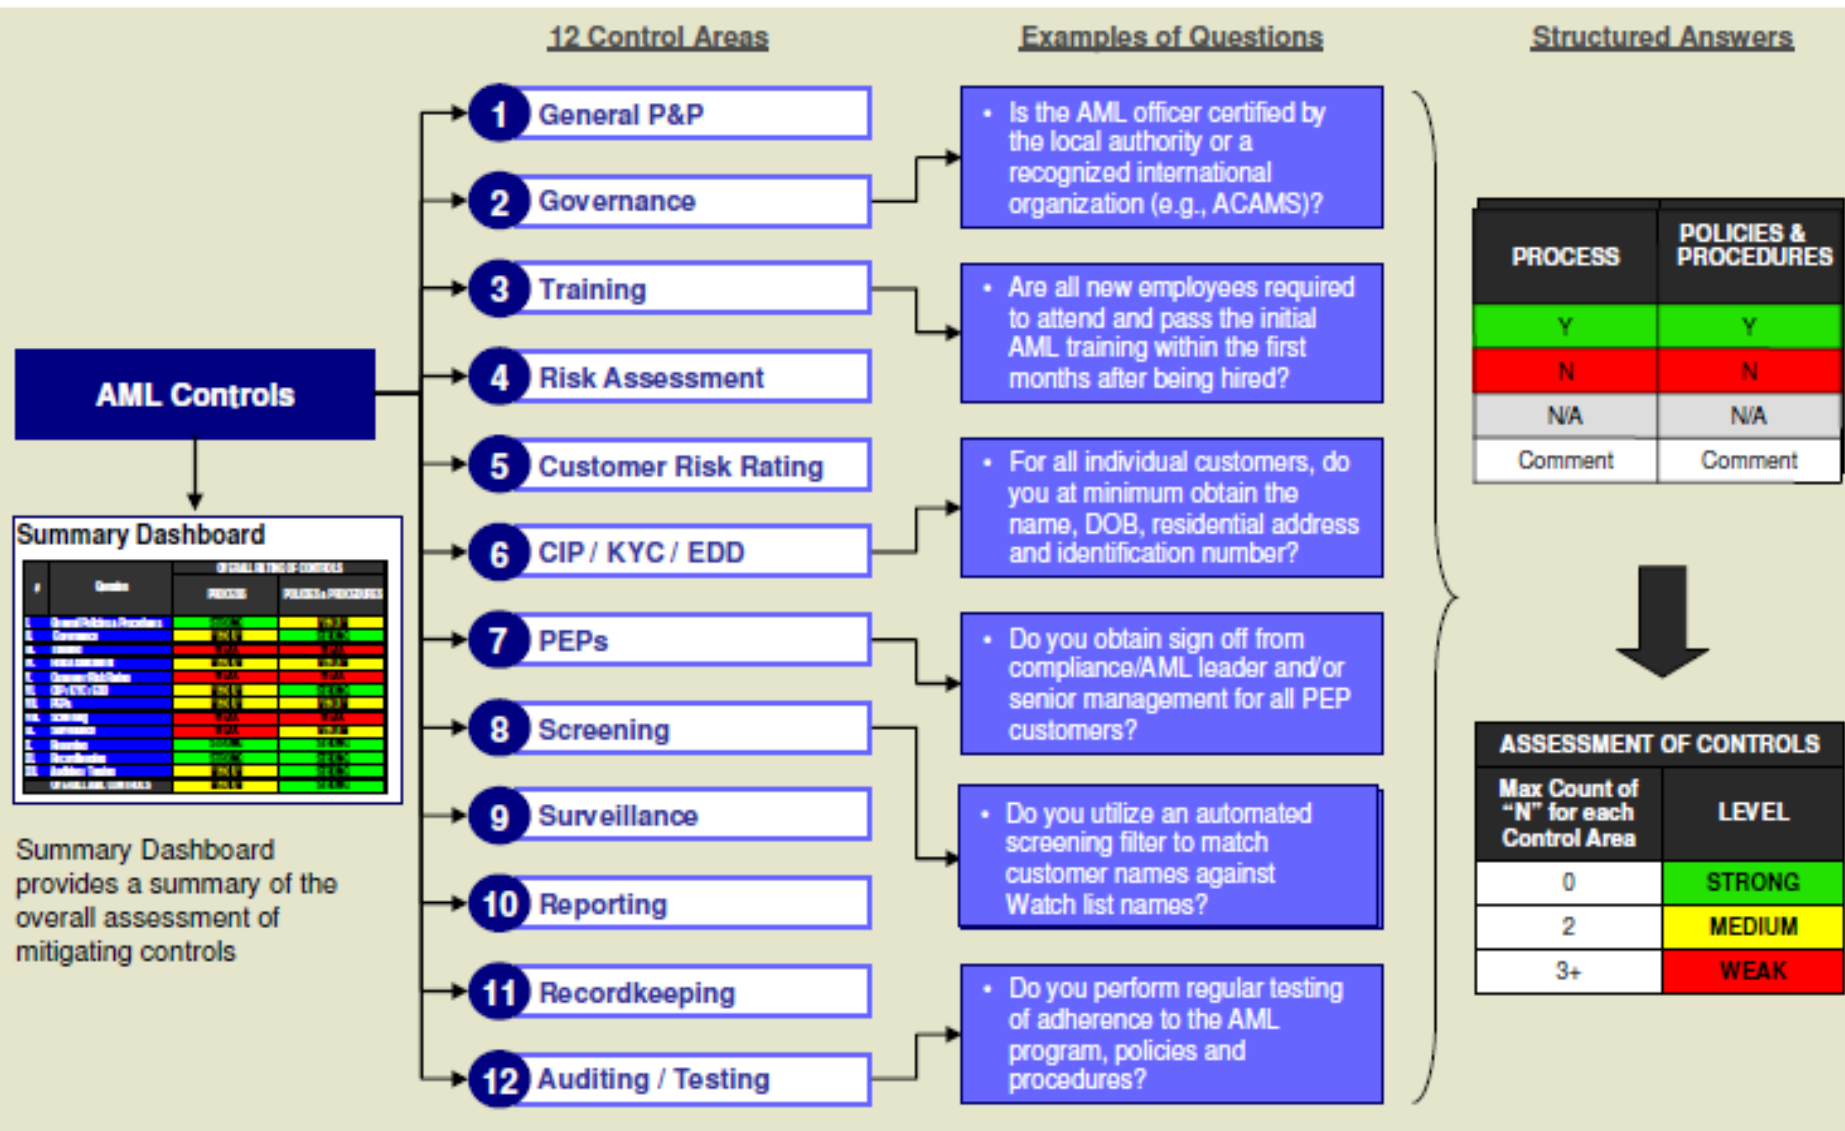 12 Control Areas
Examples of Questions
Structured Answers
AML Controls
1 General P&P
2 Governance
3 Training
4 Risk Assessment
5 Customer Risk Rating
6 CIP / KYC / EDD
7 PEPs
8 Screening
9 Surveillance
10 Reporting
11 Recordkeeping
12 Auditing / Testing
• Is the AML officer certified by
the local authority or a
recognized international
organization (e.g., ACAMS)?
• Are all new employees required
to attend and pass the initial
AML training within the first
months after being hired?
• For all individual customers, do
you at minimum obtain the
name, DOB, residential address
and identification number?
• Do you obtain sign off from
compliance/AML leader and/or
senior management for all PEP
customers?
• Do you utilize an automated
screening filter to match
customer names against
Watch list names?
• Do you perform regular testing
of adherence to the AML
program, policies and
procedures?
PROCESS
POLICIES &
PROCEDURES
Y Y
N N
N/A N/A
Comment Comment
ASSESSMENT OF CONTROLS
Max Count of
“N” for each
Control Area
LEVEL
0 STRONG
2 MEDIUM
3+ WEAK
Summary Dashboard
PROCESS
POLICIES & PROCEDURES
Summary Dashboard
provides a summary of the
overall assessment of
mitigating controls